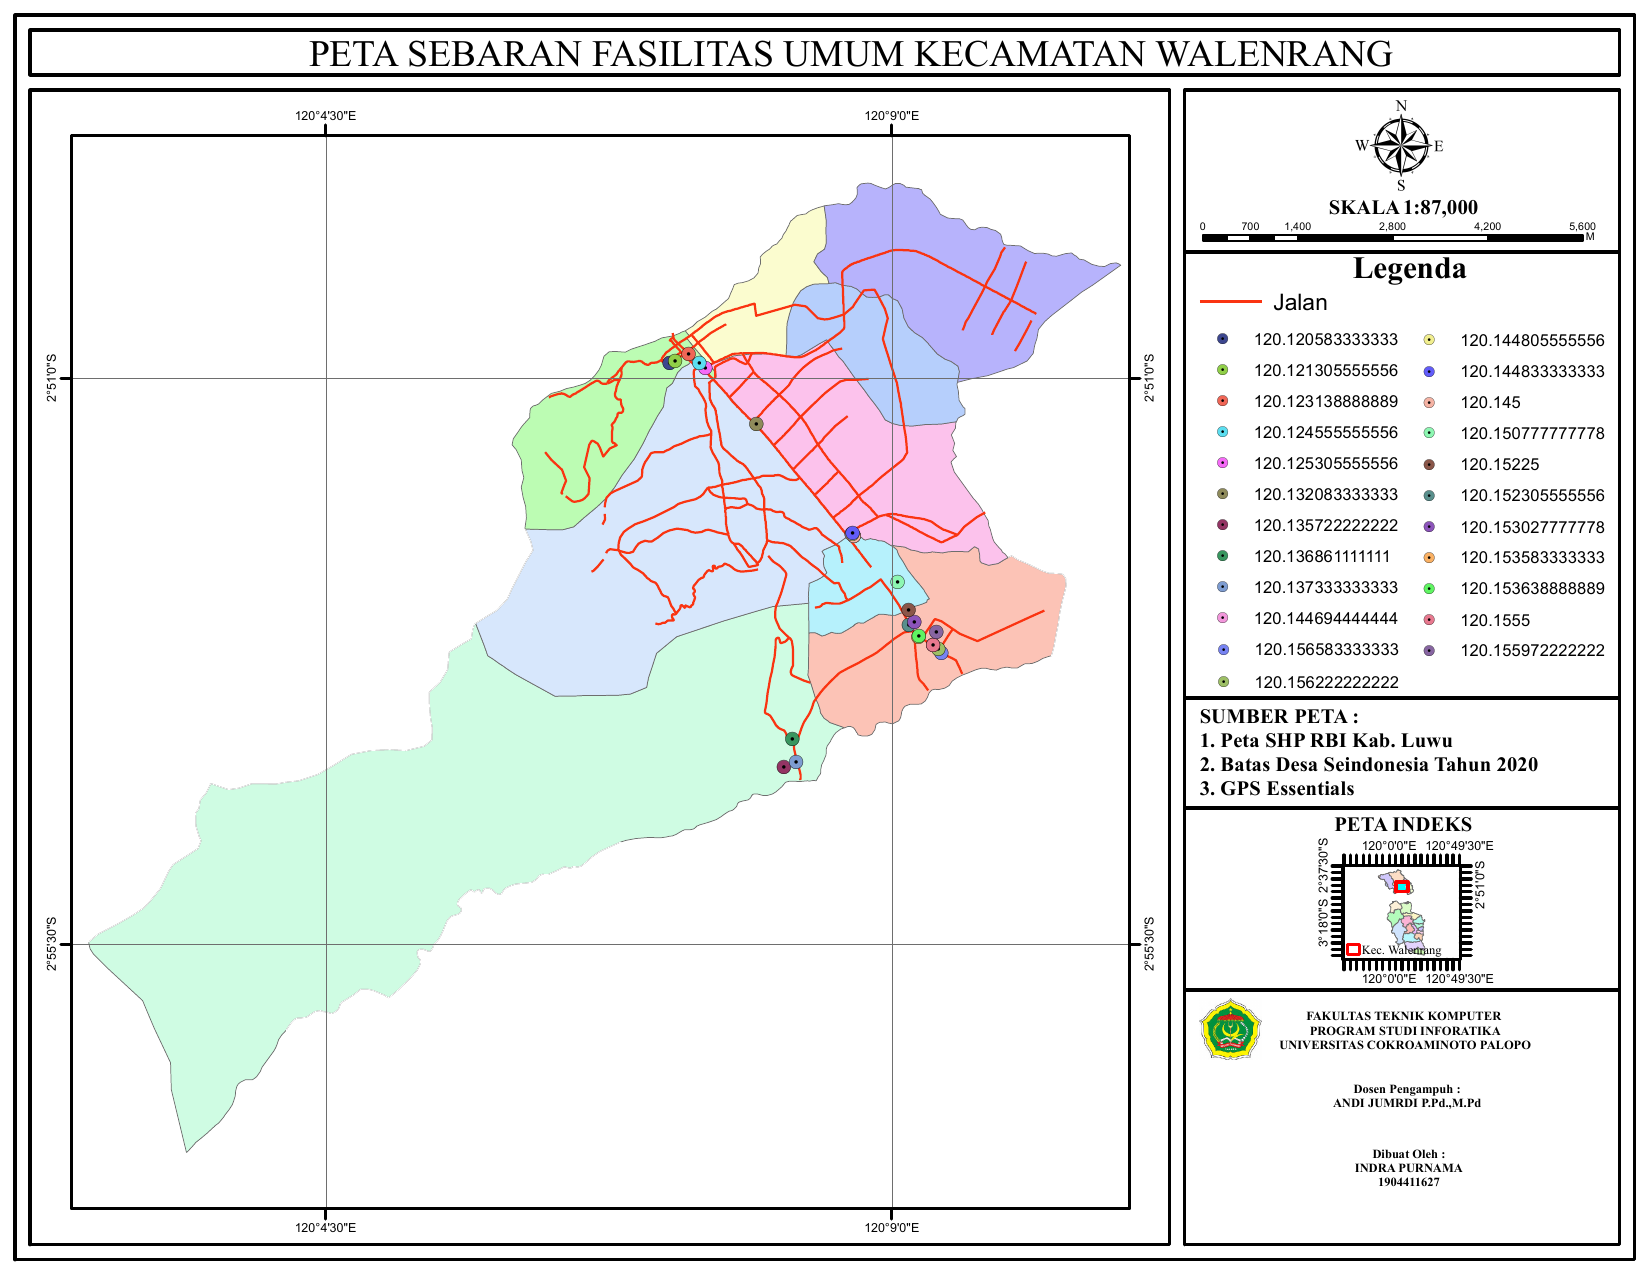 PETA SEBARAN FASILITAS UMUM KECAMATAN WALENRANG
120°4'30"E 120°9'0"E
2°51'0"S 2°51'0"S
2°55'30"S 2°55'30"S
120°4'30"E 120°9'0"E
N
W E
S
SKALA 1:87,000
0 700 1,400 2,800 4,200 5,600
M
Legenda
Jalan
120.120583333333 120.144805555556
120.121305555556 120.144833333333
120.123138888889 120.145
120.124555555556 120.150777777778
120.125305555556 120.15225
120.132083333333 120.152305555556
120.135722222222 120.153027777778
120.136861111111 120.153583333333
120.137333333333 120.153638888889
120.144694444444 120.1555
120.156583333333 120.155972222222
120.156222222222
SUMBER PETA :
1. Peta SHP RBI Kab. Luwu
2. Batas Desa Seindonesia Tahun 2020
3. GPS Essentials
PETA INDEKS
120°0'0"E 120°49'30"E
2°37'30"S
2°51'0"S
3°18'0"S
Kec. Walenrang
120°0'0"E 120°49'30"E
FAKULTAS TEKNIK KOMPUTER
PROGRAM STUDI INFORATIKA
UNIVERSITAS COKROAMINOTO PALOPO
Dosen Pengampuh :
ANDI JUMRDI P.Pd.,M.Pd
Dibuat Oleh :
INDRA PURNAMA
1904411627